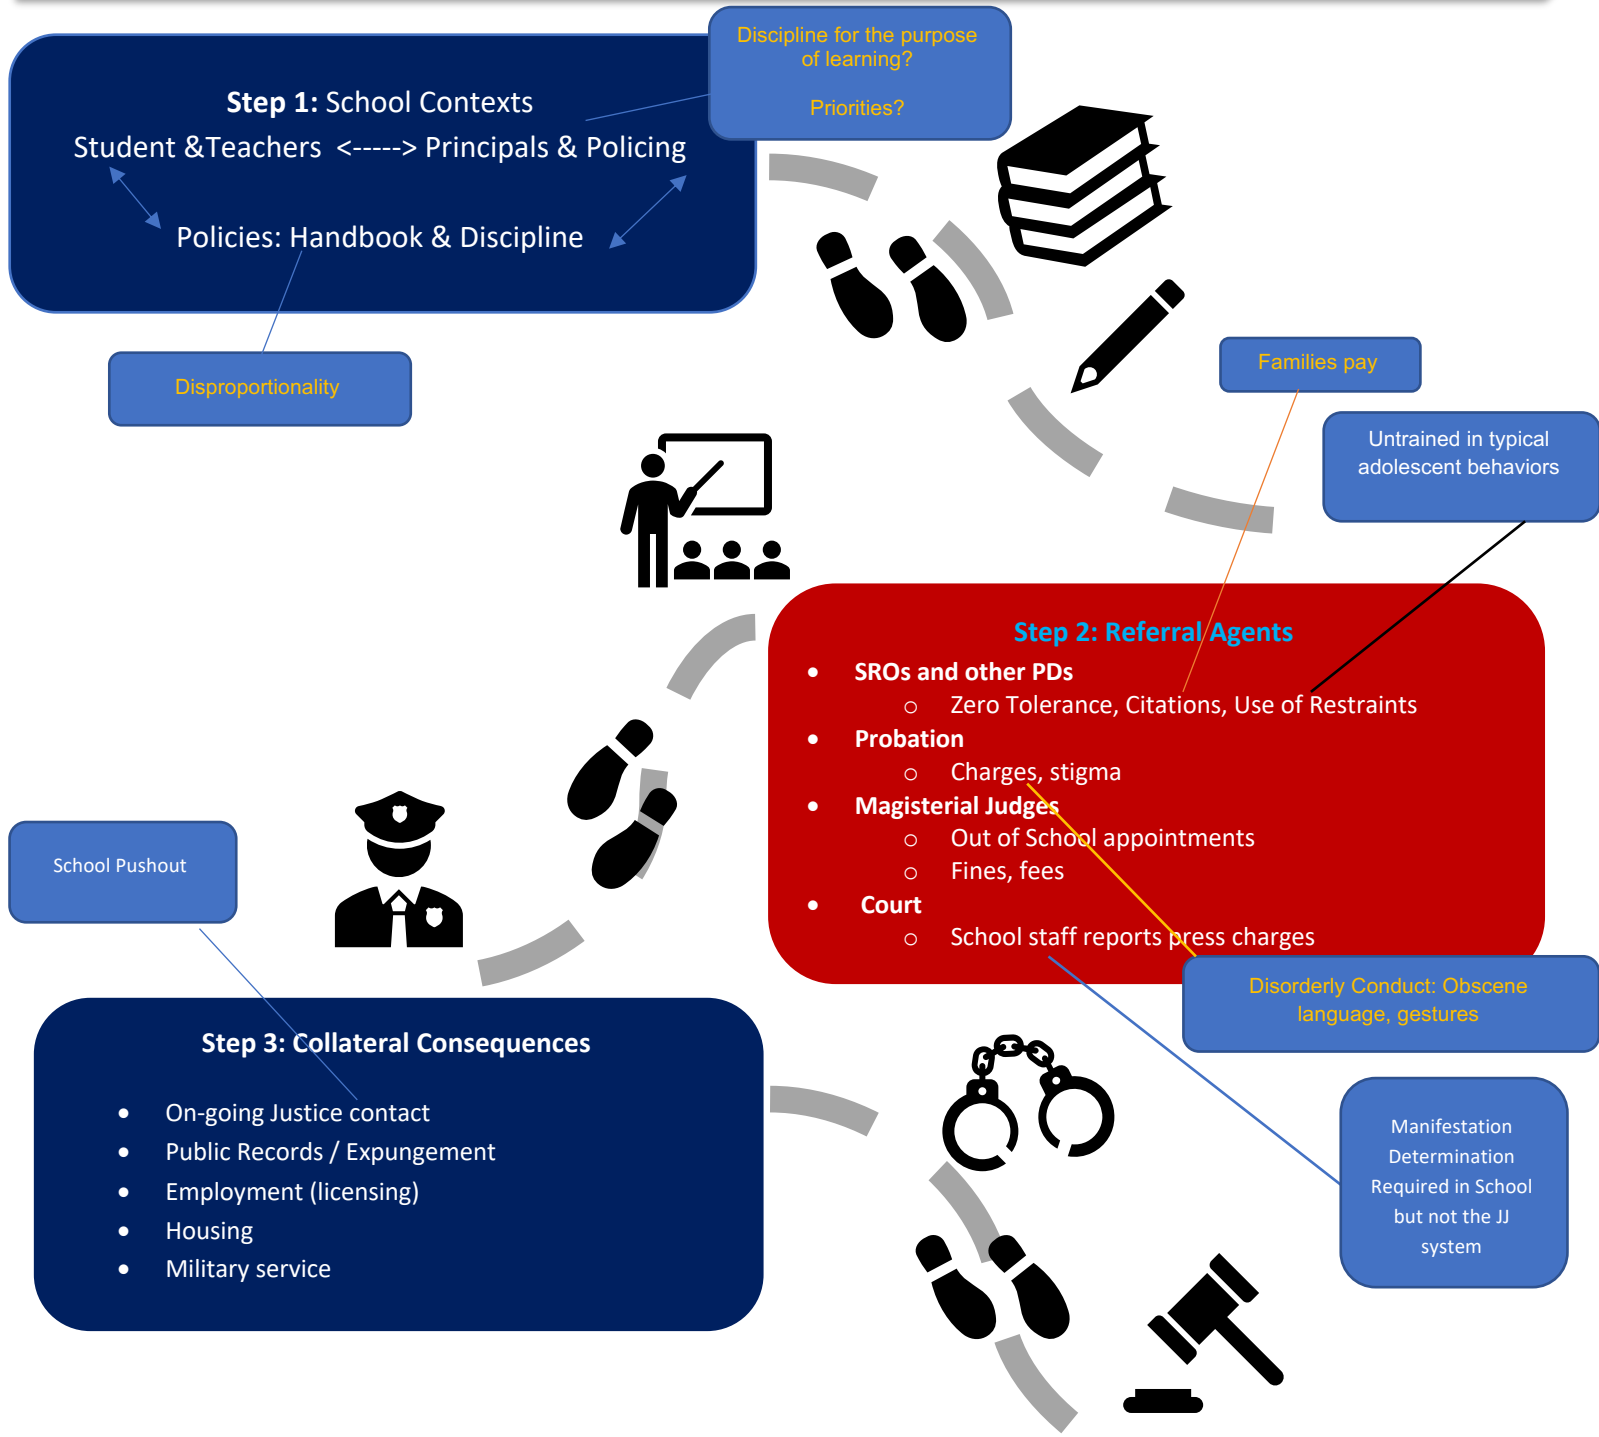 Discipline for the purpose
of learning?
Priorities?
Step 1: School Contexts
Student &Teachers <-----> Principals & Policing
Policies: Handbook & Discipline
Disproportionality
Families pay
Untrained in typical
adolescent behaviors
Step 2: Referral Agents
• SROs and other PDs
o Zero Tolerance, Citations, Use of Restraints
• Probation
o Charges, stigma
• Magisterial Judges
o Out of School appointments
o Fines, fees
• Court
o School staff reports press charges
School Pushout
Disorderly Conduct: Obscene
language, gestures
Step 3: Collateral Consequences
• On-going Justice contact
• Public Records / Expungement
• Employment (licensing)
• Housing
• Military service
Manifestation
Determination
Required in School
but not the JJ
system